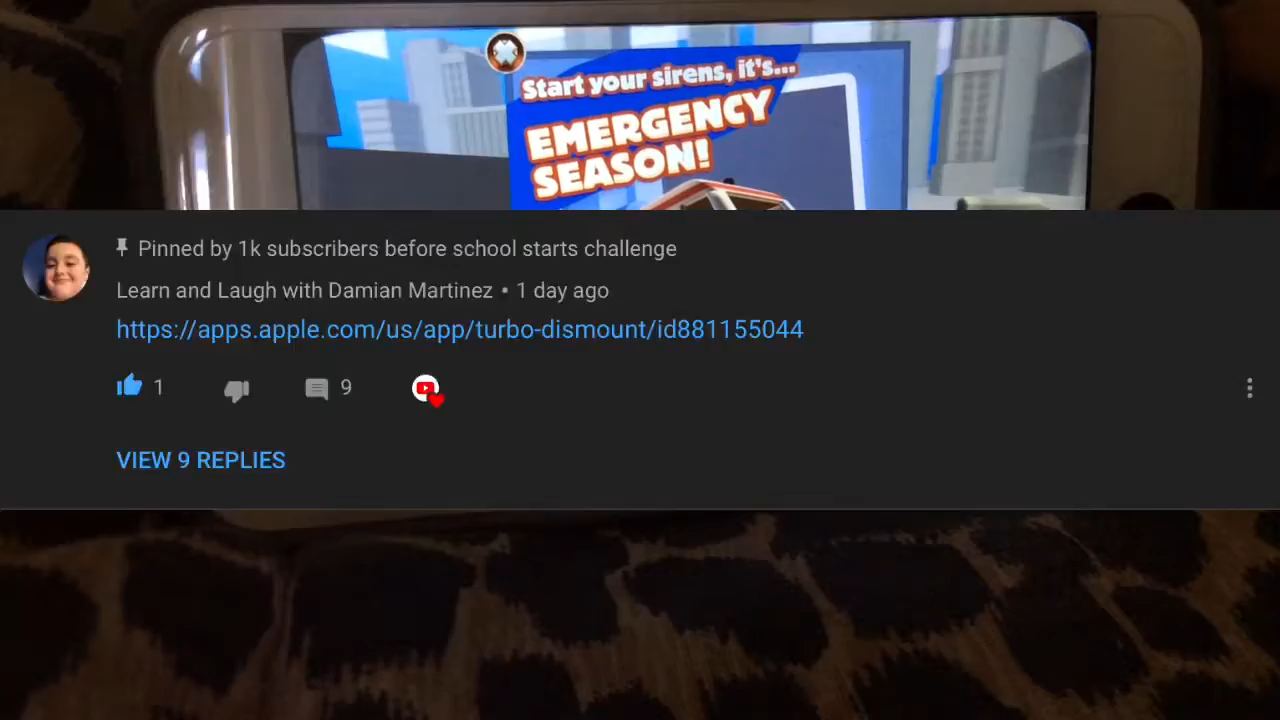 Start your sirens, it's...
EMERGENCY
SEASON!
Pinned by 1k subscribers before school starts challenge
Learn and Laugh with Damian Martinez • 1 day ago
https://apps.apple.com/us/app/turbo-dismount/id881155044
1
9
VIEW 9 REPLIES